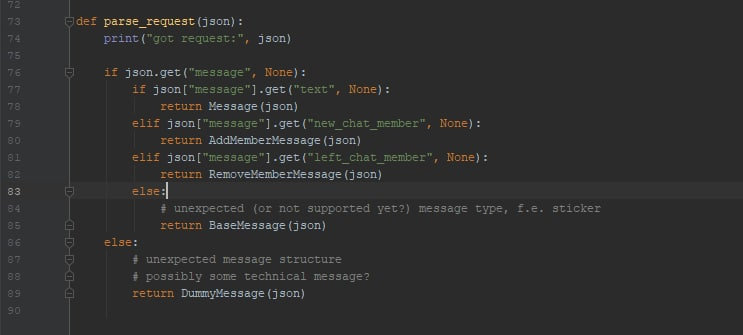 72
73 def parse_request(json):
74     print("got request:", json)
75
76     if json.get("message", None):
77         if json["message"].get("text", None):
78             return Message(json)
79         elif json["message"].get("new_chat_member", None):
80             return AddMemberMessage(json)
81         elif json["message"].get("left_chat_member", None):
82             return RemoveMemberMessage(json)
83         else:
84             # unexpected (or not supported yet?) message type, f.e. sticker
85             return BaseMessage(json)
86     else:
87         # unexpected message structure
88         # possibly some technical message?
89         return DummyMessage(json)
90